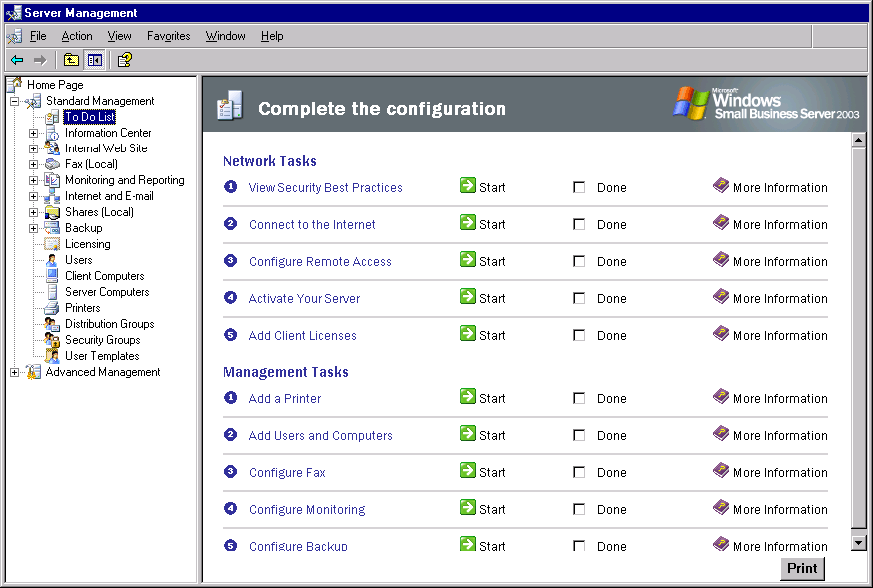 Server Management
File Action View Favorites Window Help
Home Page
Standard Management
To Do List
Information Center
Internal Web Site
Fax (Local)
Monitoring and Reporting
Internet and E-mail
Shares (Local)
Backup
Licensing
Users
Client Computers
Server Computers
Printers
Distribution Groups
Security Groups
User Templates
Advanced Management
Complete the configuration
Microsoft
Windows
Small Business Server 2003
Network Tasks
1 View Security Best Practices Start Done More Information
2 Connect to the Internet Start Done More Information
3 Configure Remote Access Start Done More Information
4 Activate Your Server Start Done More Information
5 Add Client Licenses Start Done More Information
Management Tasks
1 Add a Printer Start Done More Information
2 Add Users and Computers Start Done More Information
3 Configure Fax Start Done More Information
4 Configure Monitoring Start Done More Information
5 Configure Backup Start Done More Information
Print